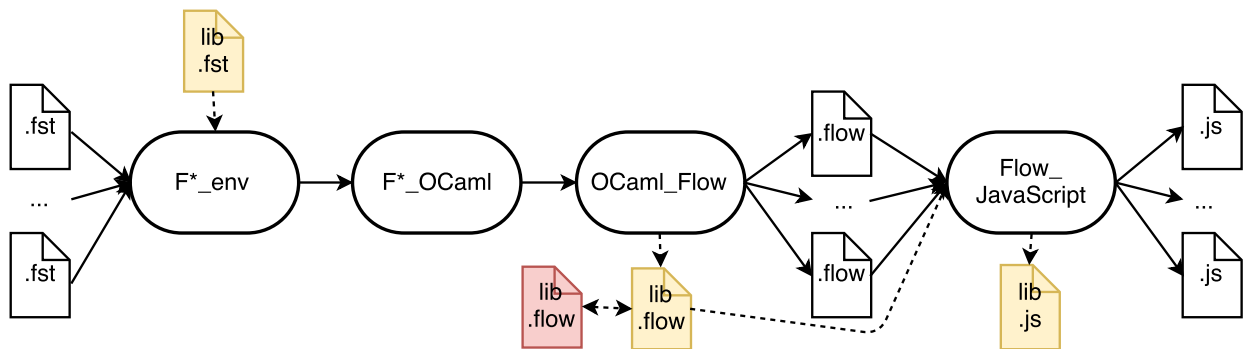 lib
.fst
.fst
...
.fst
F*_env
F*_OCaml
OCaml_Flow
lib
.flow
lib
.flow
.flow
...
.flow
Flow_
JavaScript
lib
.js
.js
...
.js